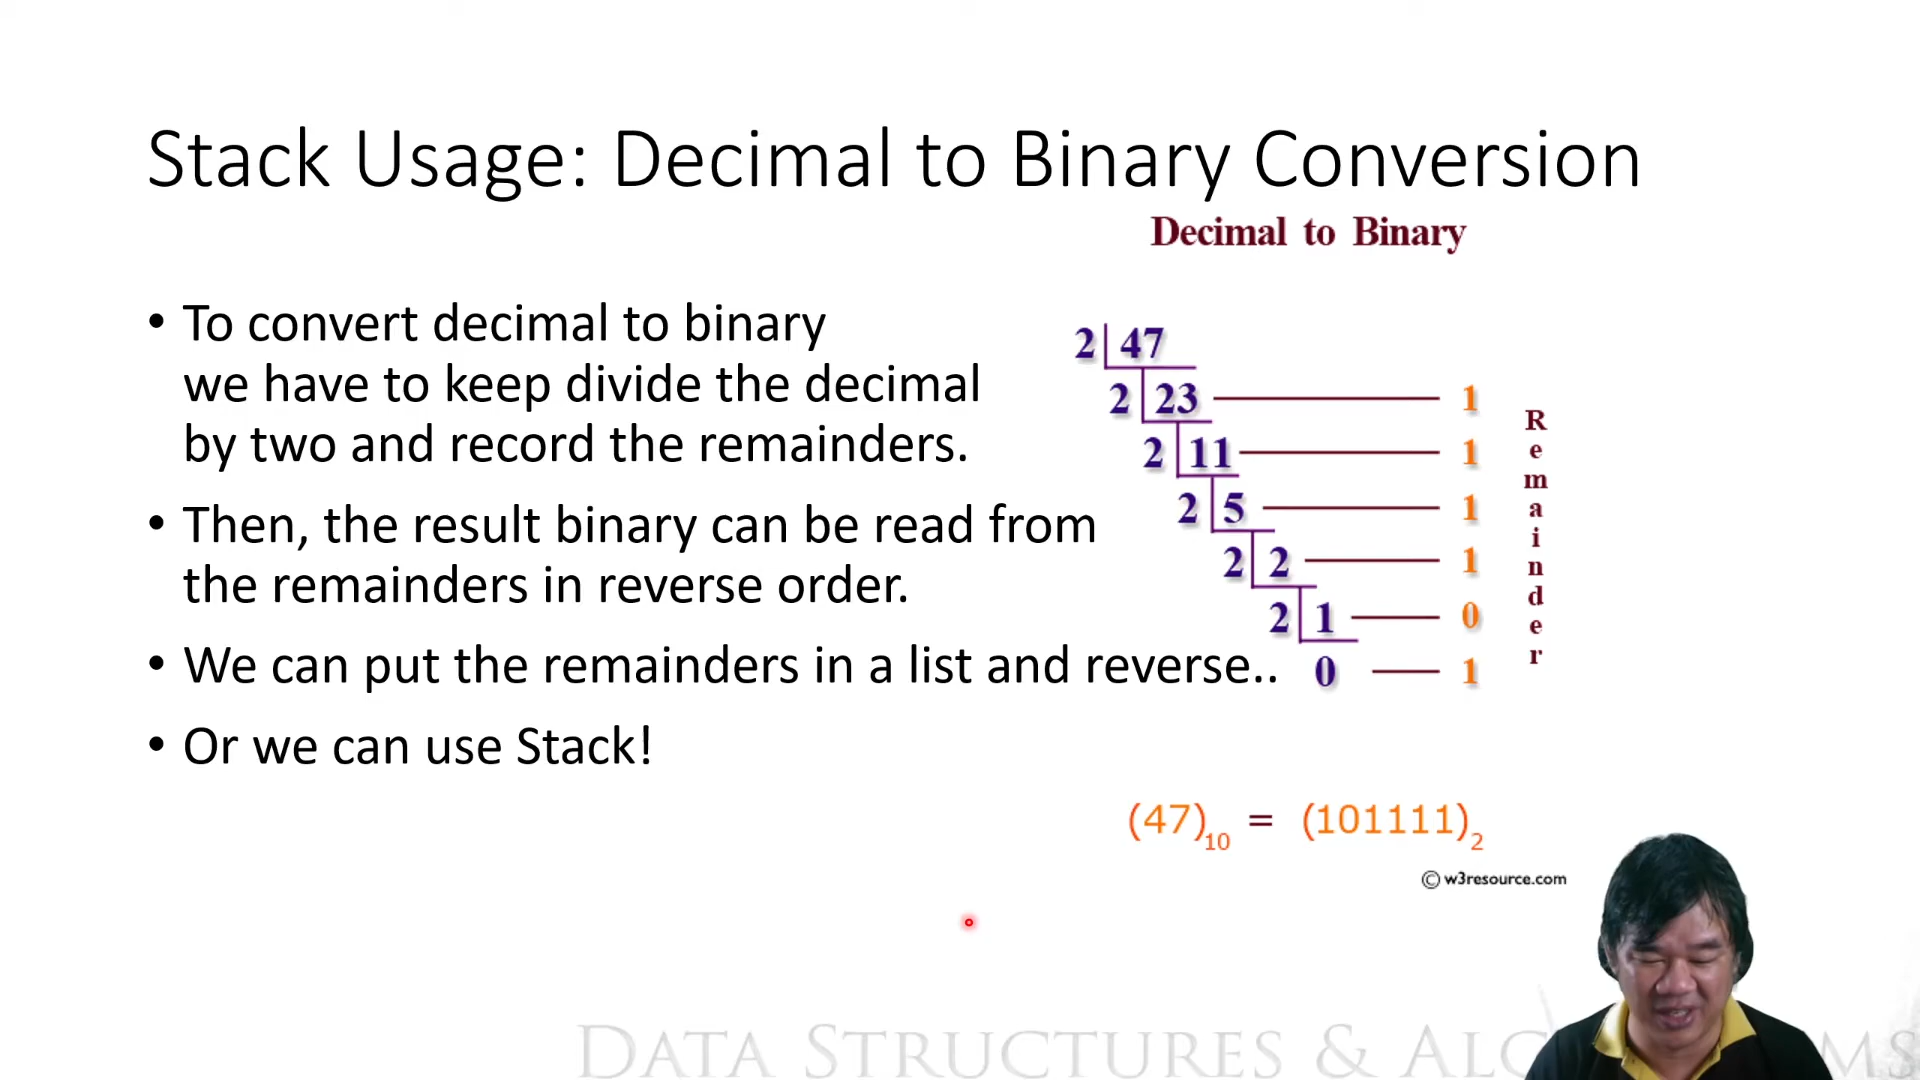 Stack Usage: Decimal to Binary Conversion
Decimal to Binary
• To convert decimal to binary
we have to keep divide the decimal
by two and record the remainders.
• Then, the result binary can be read from
the remainders in reverse order.
• We can put the remainders in a list and reverse..
• Or we can use Stack!
2 47
2 23 1
2 11 1
2 5 1
2 2 1
2 1 0
0 1
Remainder
(47)10 = (101111)2
© w3resource.com
DATA STRUCTURES & ALG MS